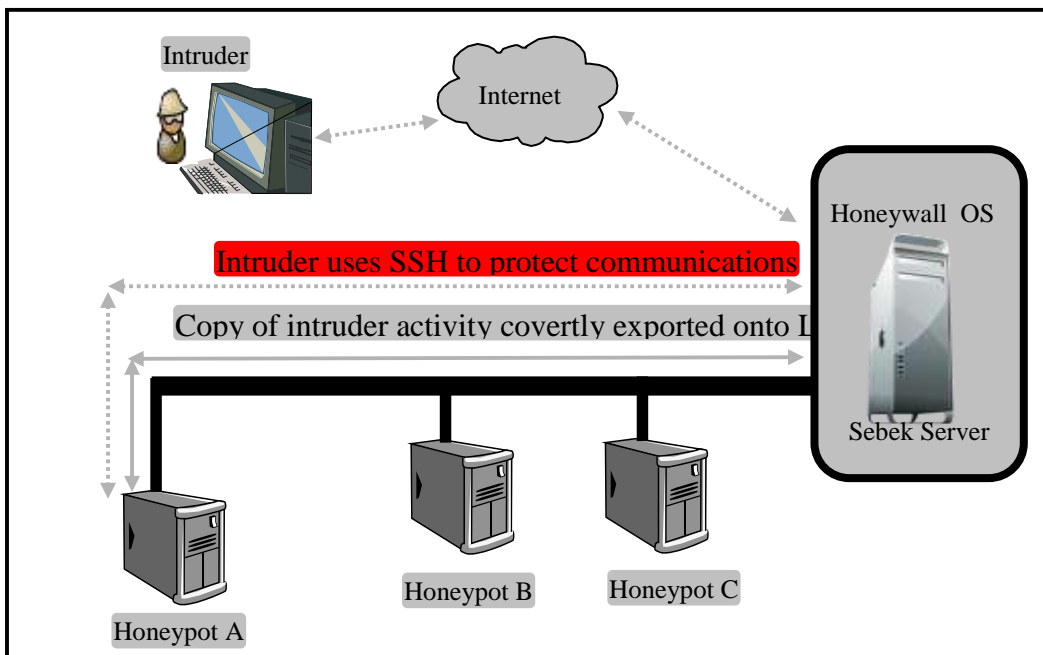 Intruder
Internet
Honeywall OS
Intruder uses SSH to protect communications
Copy of intruder activity covertly exported onto L
Sebek Server
Honeypot B
Honeypot C
Honeypot A